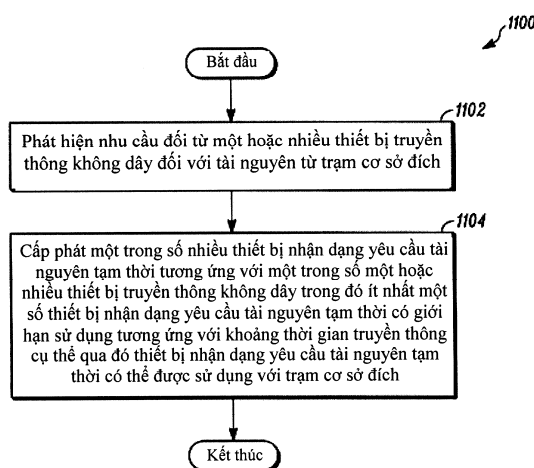 1100
Bắt đầu
1102
Phát hiện nhu cầu đối từ một hoặc nhiều thiết bị truyền
thông không dây đối với tài nguyên từ trạm cơ sở đích
1104
Cấp phát một trong số nhiều thiết bị nhận dạng yêu cầu tài
nguyên tạm thời tương ứng với một trong số một hoặc
nhiều thiết bị truyền thông không dây trong đó ít nhất một
số thiết bị nhận dạng yêu cầu tài nguyên tạm thời có giới
hạn sử dụng tương ứng với khoảng thời gian truyền thông
cụ thể qua đó thiết bị nhận dạng yêu cầu tài nguyên tạm
thời có thể được sử dụng với trạm cơ sở đích
Kết thúc